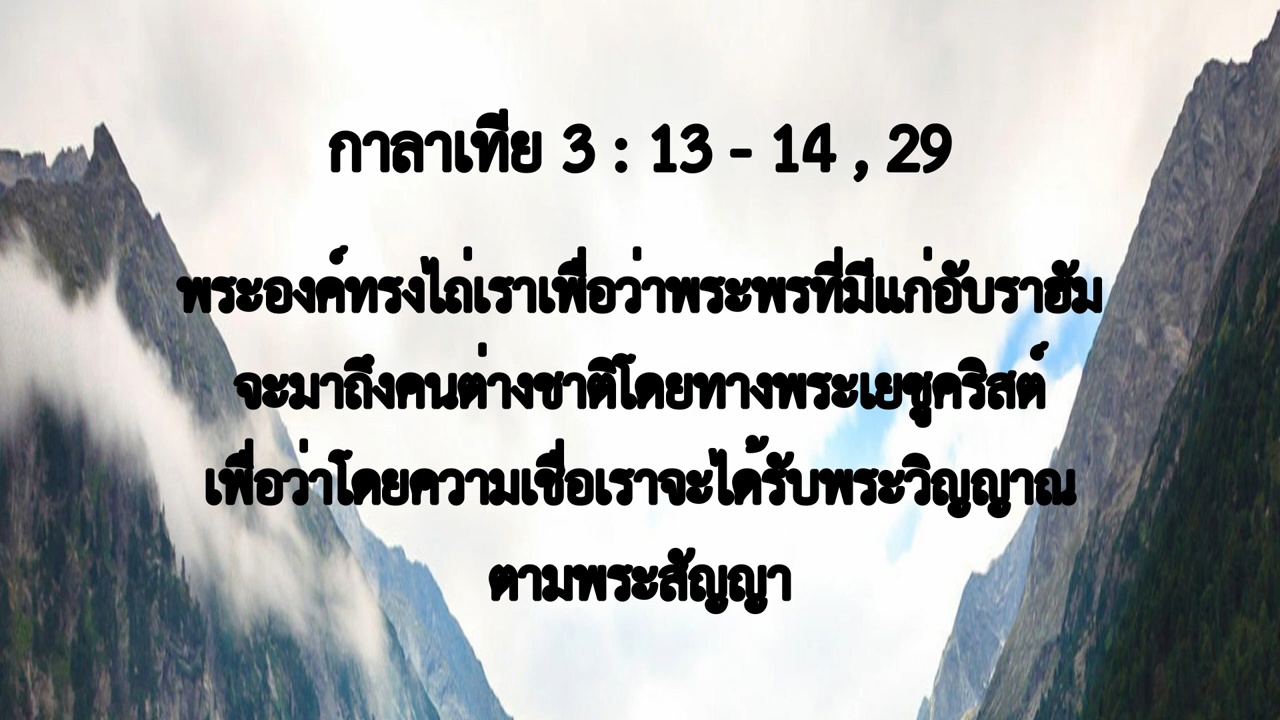 กาลาเทีย 3 : 13 - 14 , 29
พระองค์ทรงไถ่เราเพื่อว่าพระพรที่มีแก่อับราฮัม
จะมาถึงคนต่างชาติโดยทางพระเยซูคริสต์
เพื่อว่าโดยความเชื่อเราจะได้รับพระวิญญาณ
ตามพระสัญญา